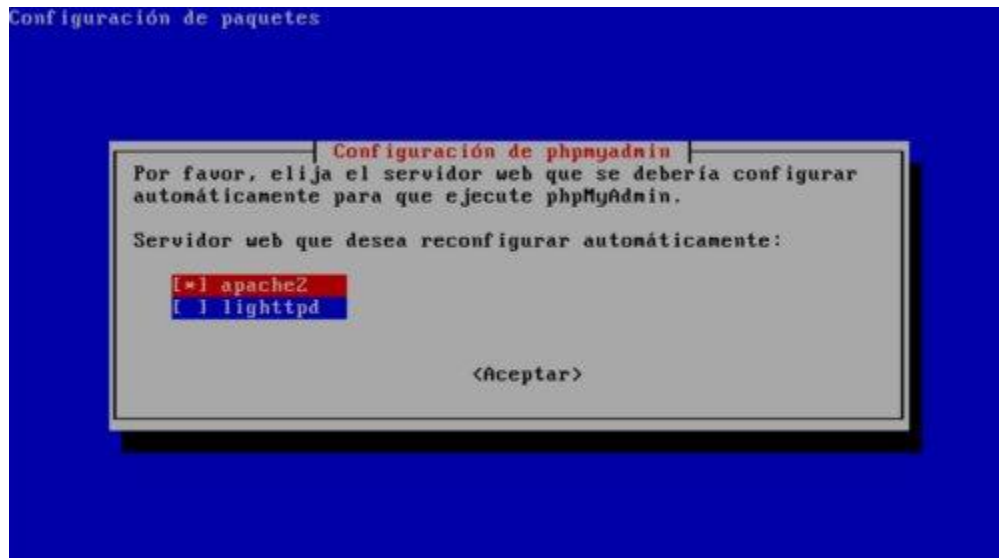 Configuración de paquetes
Configuración de phpmyadmin
Por favor, elija el servidor web que se debería configurar
automáticamente para que ejecute phpMyAdmin.
Servidor web que desea reconfigurar automáticamente:
[*] apache2
[ ] lighttpd
<Aceptar>